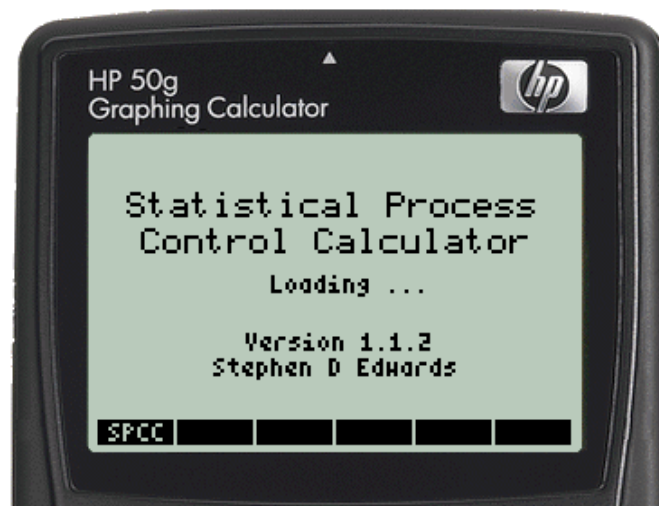 HP 50g
Graphing Calculator
hp
Statistical Process
Control Calculator
Loading ...
Version 1.1.2
Stephen D Edwards
SPCC